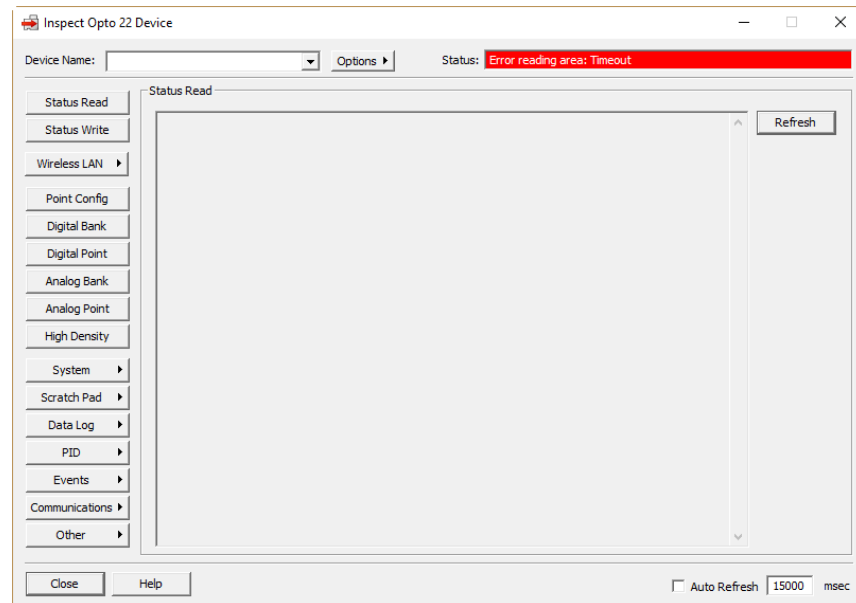 Inspect Opto 22 Device
Device Name: Options Status: Error reading area: Timeout
Status Read
Status Read
Refresh
Status Write
Wireless LAN
Point Config
Digital Bank
Digital Point
Analog Bank
Analog Point
High Density
System
Scratch Pad
Data Log
PID
Events
Communications
Other
Close Help Auto Refresh 15000 msec